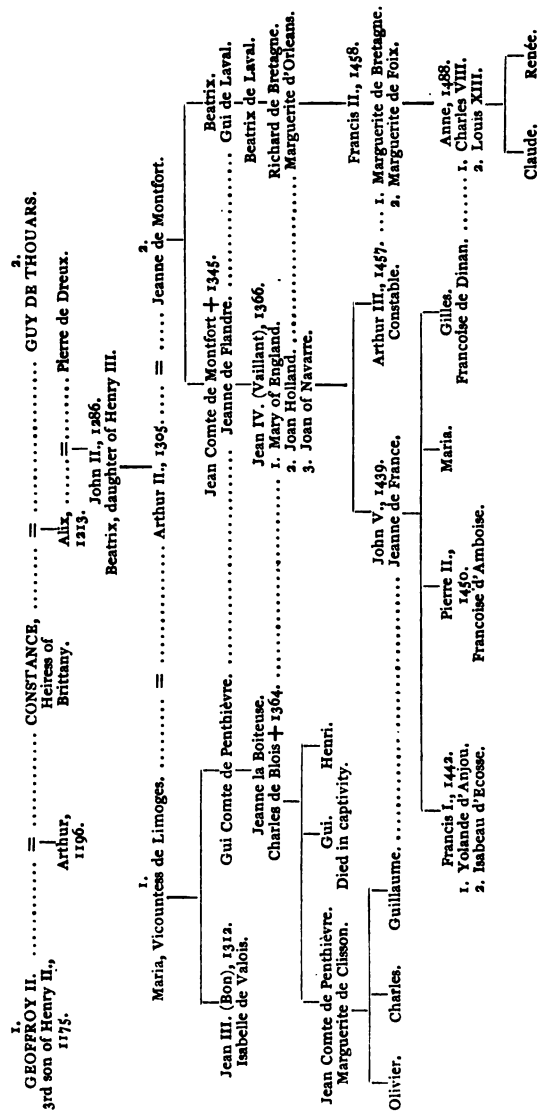 1. 2.
GEOFFROY II. .............. = .............. CONSTANCE, .......... = .............. GUY DE THOUARS.
3rd son of Henry II.,
1175.
Heiress of
Brittany.
Arthur,
1196.
Alix, ......=......Pierre de Dreux.
1213.
John II., 1286.
Beatrix, daughter of Henry III.
1. 2.
Maria, Vicountess de Limoges. ...... = ...... Arthur II., 1305. ...... = ...... Jeanne de Montfort.
Jean III. (Bon), 1312.
Isabelle de Valois.
Gui Comte de Penthièvre.
Jean Comte de Montfort + 1345.
Jeanne de Flandre.
Beatrix.
Gui de Laval.
Jeanne la Boiteuse.
Charles de Blois + 1364.
Jean IV. (Vaillant), 1366.
1. Mary of England.
2. Joan Holland.
3. Joan of Navarre.
Beatrix de Laval.
Richard de Bretagne.
Marguerite d'Orleans.
Jean Comte de Penthièvre.
Marguerite de Clisson.
Gui.
Henri.
Died in captivity.
John V., 1439.
Jeanne de France.
Arthur III., 1457.
Constable.
Francis II., 1458.
1. Marguerite de Bretagne.
2. Marguerite de Foix.
Olivier. Charles. Guillaume.
Francis I., 1442.
1. Yolande d'Anjou.
2. Isabeau d'Ecosse.
Pierre II.,
1450.
Francoise d'Amboise.
Maria.
Gilles.
Francoise de Dinan.
Anne, 1488.
1. Charles VIII.
2. Louis XIII.
Claude. Renée.